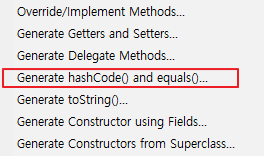 Override/Implement Methods...
Generate Getters and Setters...
Generate Delegate Methods...
Generate hashCode() and equals()...
Generate toString()...
Generate Constructor using Fields...
Generate Constructors from Superclass...